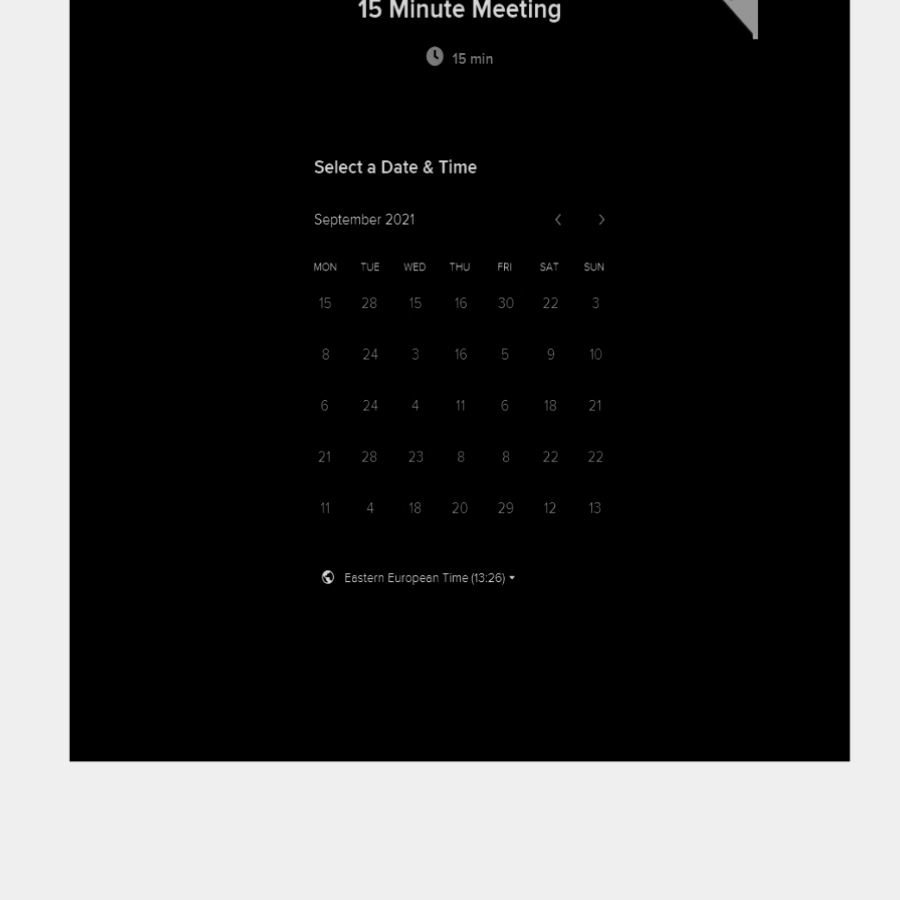 15 Minute Meeting
15 min
Select a Date & Time
September 2021
MON TUE WED THU FRI SAT SUN
15 28 15 16 30 22 3
8 24 3 16 5 9 10
6 24 4 11 6 18 21
21 28 23 8 8 22 22
11 4 18 20 29 12 13
Eastern European Time (13:26)